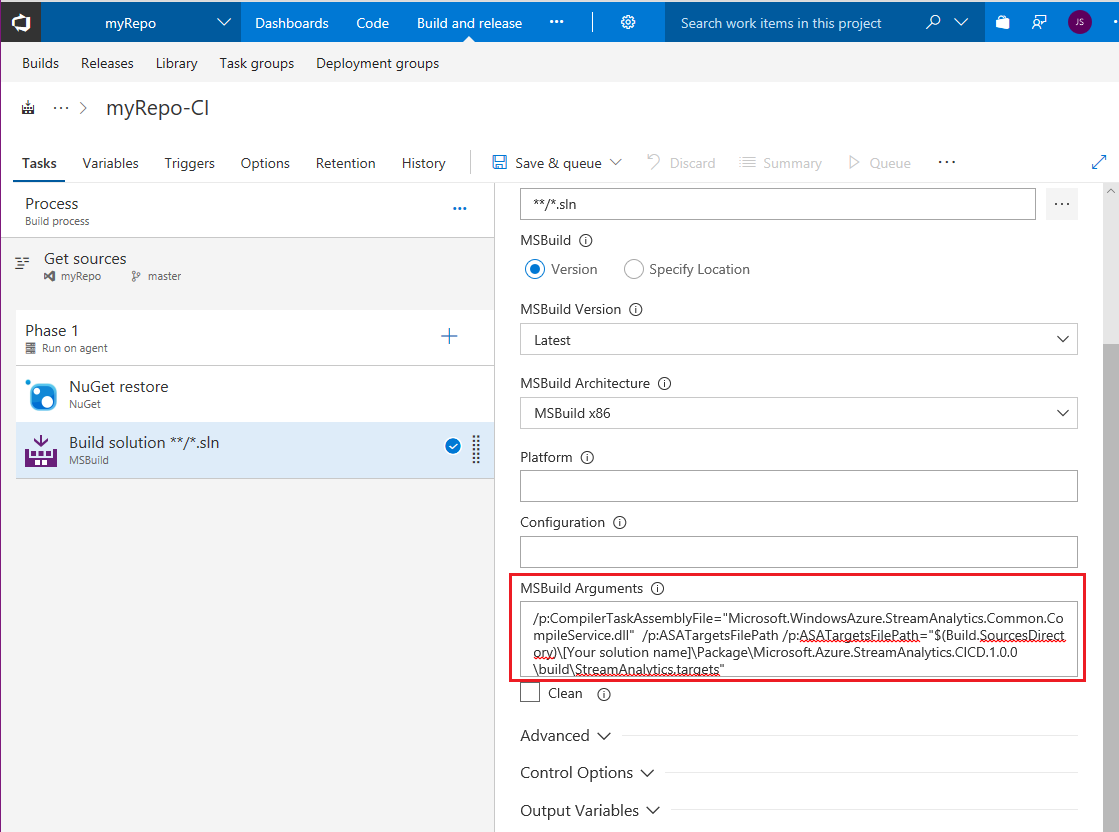 myRepo
Dashboards
Code
Build and release
Search work items in this project
JS
Builds
Releases
Library
Task groups
Deployment groups
myRepo-CI
Tasks
Variables
Triggers
Options
Retention
History
Save & queue
Discard
Summary
Queue
Process
Build process
Get sources
myRepo
master
Phase 1
Run on agent
NuGet restore
NuGet
Build solution **/*.sln
MSBuild
**/*.sln
MSBuild
Version
Specify Location
MSBuild Version
Latest
MSBuild Architecture
MSBuild x86
Platform
Configuration
MSBuild Arguments
/p:CompilerTaskAssemblyFile="Microsoft.WindowsAzure.StreamAnalytics.Common.Co
mpileService.dll"  /p:ASATargetsFilePath /p:ASATargetsFilePath="$(Build.SourcesDirect
ory)\[Your solution name]\Package\Microsoft.Azure.StreamAnalytics.CICD.1.0.0
\build\StreamAnalytics.targets"
Clean
Advanced
Control Options
Output Variables